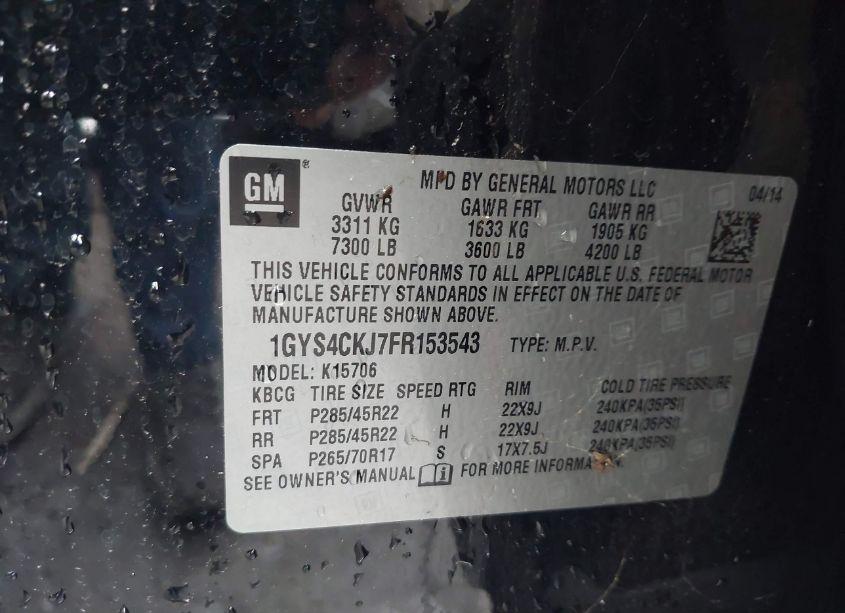 GM ®
MFD BY GENERAL MOTORS LLC 04/14
GVWR GAWR FRT GAWR RR
3311 KG 1633 KG 1905 KG
7300 LB 3600 LB 4200 LB
THIS VEHICLE CONFORMS TO ALL APPLICABLE U.S. FEDERAL MOTOR
VEHICLE SAFETY STANDARDS IN EFFECT ON THE DATE OF
MANUFACTURE SHOWN ABOVE.
1GYS4CKJ7FR153543 TYPE: M.P.V.
MODEL: K15706
KBCG TIRE SIZE SPEED RTG RIM COLD TIRE PRESSURE
FRT P285/45R22 H 22X9J 240KPA(35PSI)
RR P285/45R22 H 22X9J 240KPA(35PSI)
SPA P265/70R17 S 17X7.5J 240KPA(35PSI)
SEE OWNER'S MANUAL i FOR MORE INFORMATION.